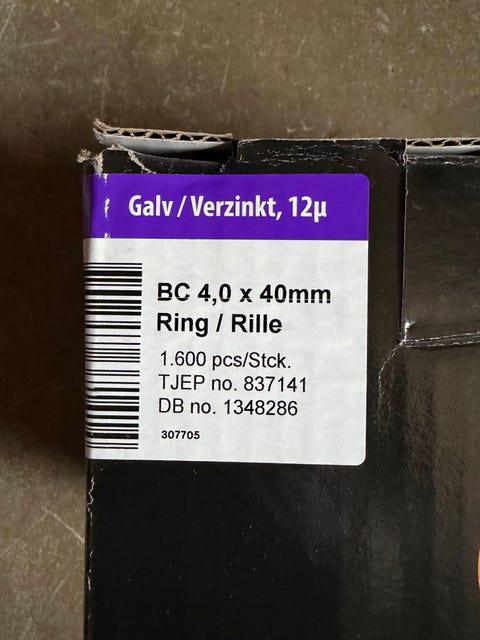 Galv / Verzinkt, 12µ
BC 4,0 x 40mm
Ring / Rille
1.600 pcs/Stck.
TJEP no. 837141
DB no. 1348286
307705